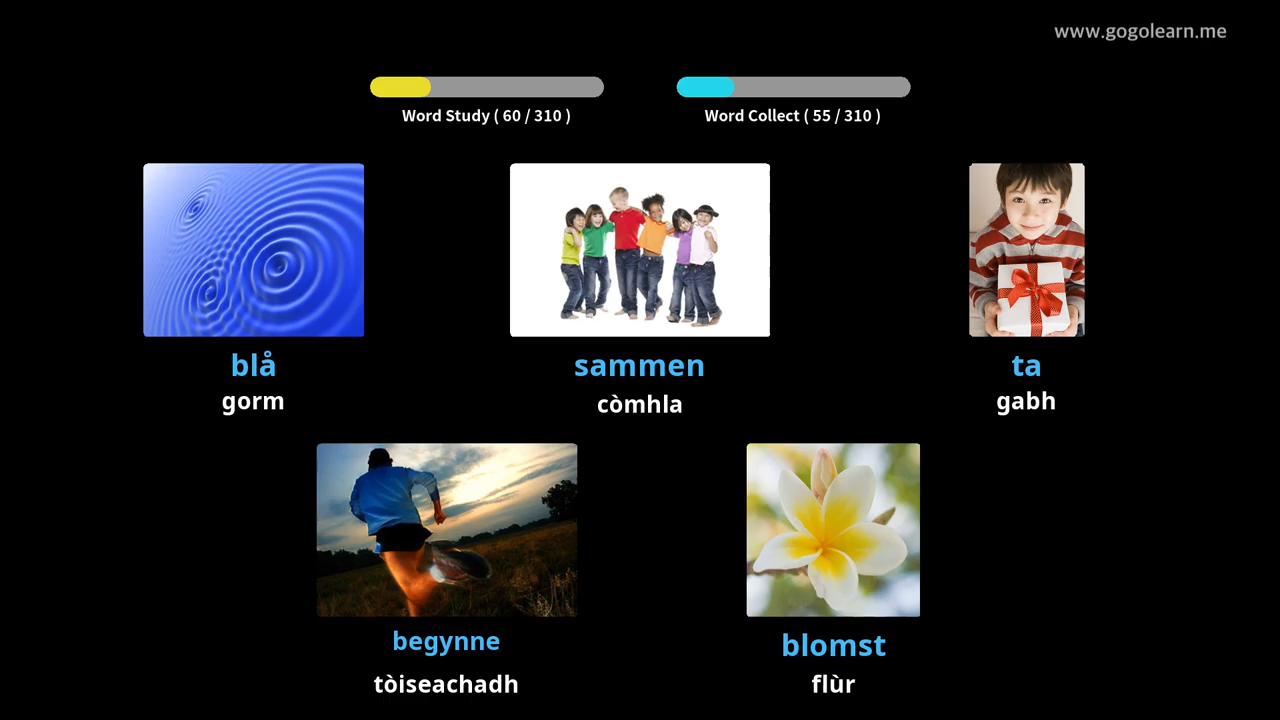 www.gogolearn.me
Word Study ( 60 / 310 )
Word Collect ( 55 / 310 )
blå
gorm
sammen
còmhla
ta
gabh
begynne
tòiseachadh
blomst
flùr